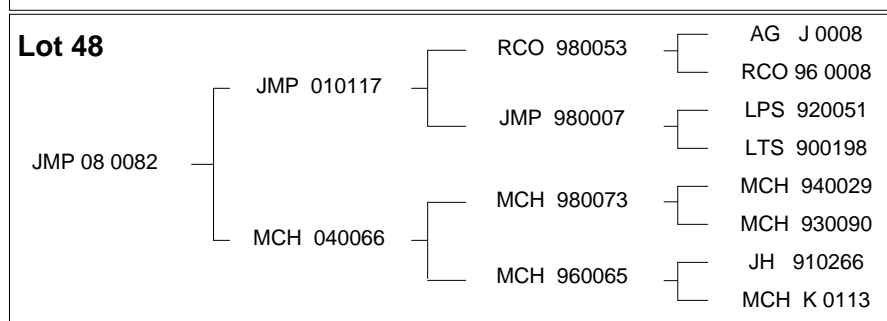 Lot 48
JMP 08 0082
JMP 010117
MCH 040066
RCO 980053
JMP 980007
MCH 980073
MCH 960065
AG J 0008
RCO 96 0008
LPS 920051
LTS 900198
MCH 940029
MCH 930090
JH 910266
MCH K 0113